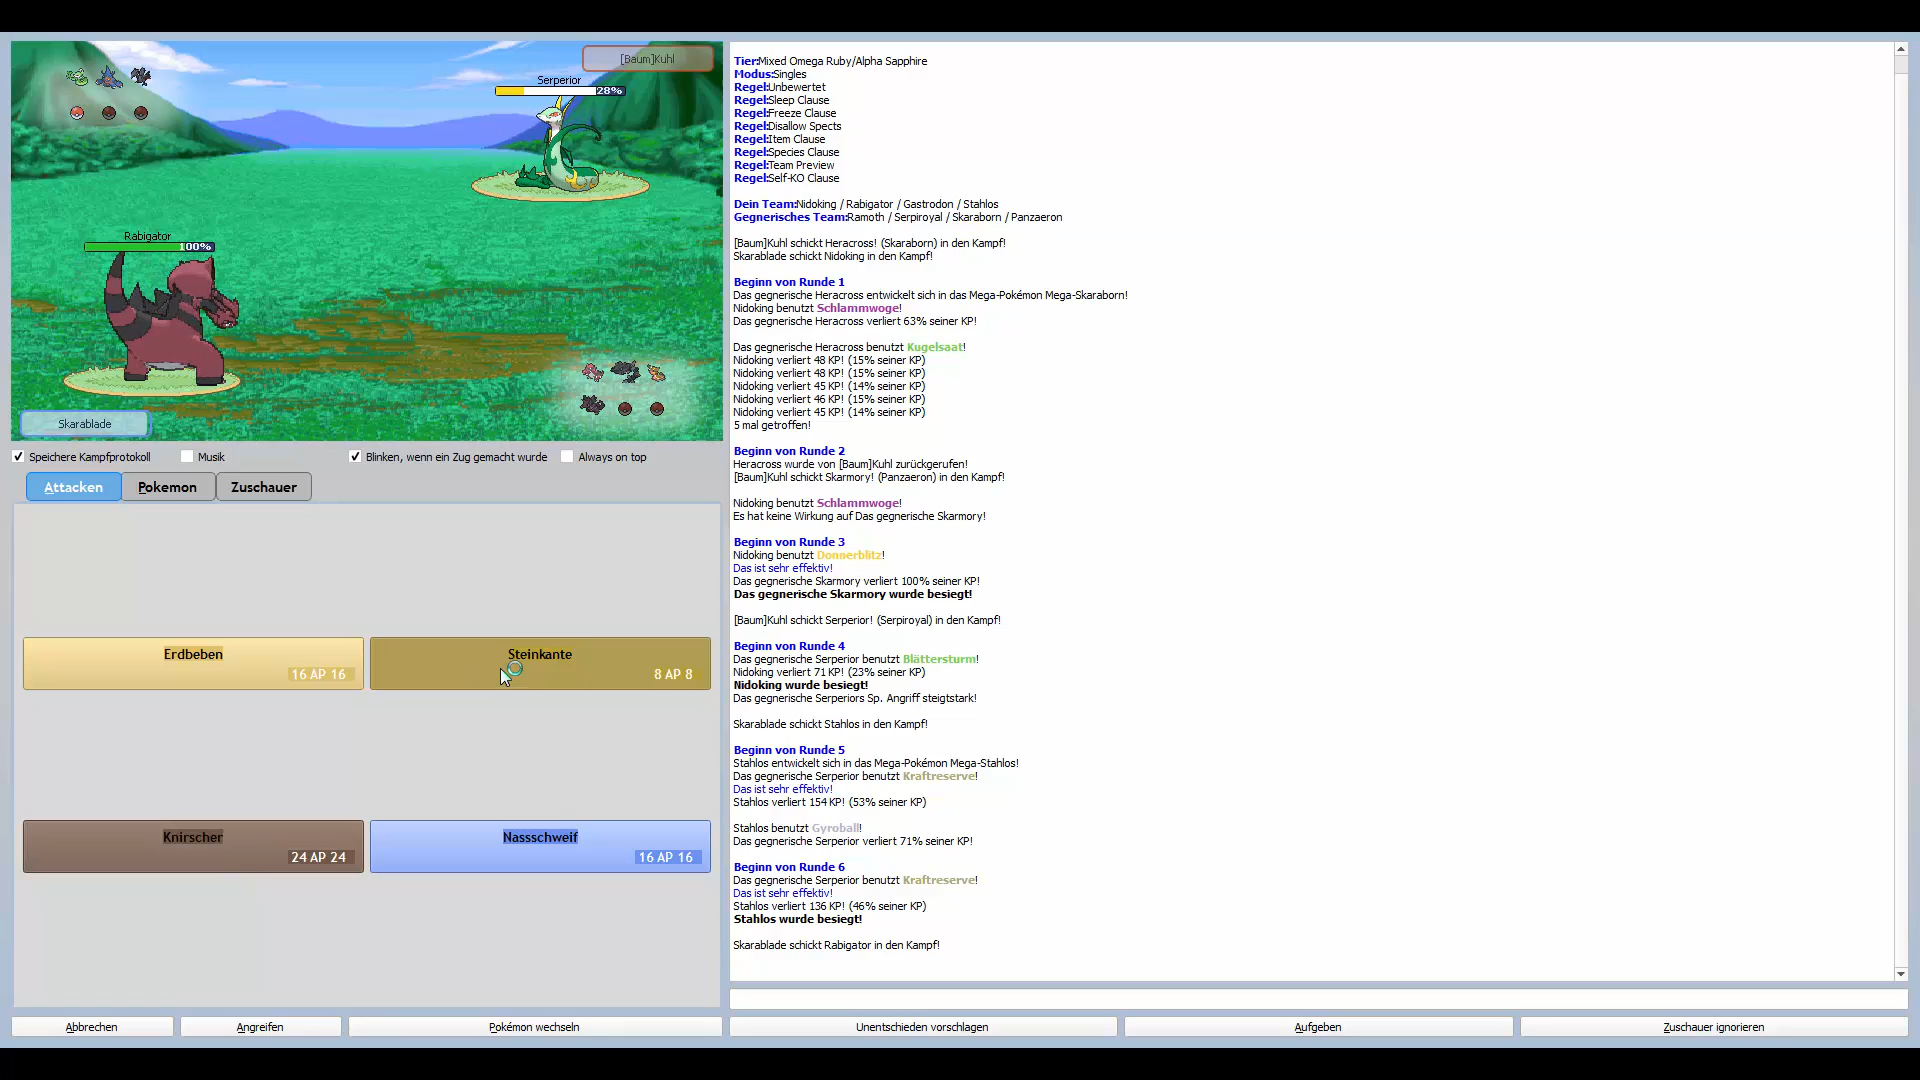 [Baum]Kuhl
Serperior
28%
Rabigator
100%
Skarablade
Speichere Kampfprotokoll
Musik
Blinken, wenn ein Zug gemacht wurde
Always on top
Attacken
Pokemon
Zuschauer
Erdbeben
16 AP 16
Steinkante
8 AP 8
Knirscher
24 AP 24
Nassschweif
16 AP 16
Abbrechen
Angreifen
Pokémon wechseln
Tier:Mixed Omega Ruby/Alpha Sapphire
Modus:Singles
Regel:Unbewertet
Regel:Sleep Clause
Regel:Freeze Clause
Regel:Disallow Spects
Regel:Item Clause
Regel:Species Clause
Regel:Team Preview
Regel:Self-KO Clause
Dein Team:Nidoking / Rabigator / Gastrodon / Stahlos
Gegnerisches Team:Ramoth / Serpiroyal / Skaraborn / Panzaeron
[Baum]Kuhl schickt Heracross! (Skaraborn) in den Kampf!
Skarablade schickt Nidoking in den Kampf!
Beginn von Runde 1
Das gegnerische Heracross entwickelt sich in das Mega-Pokémon Mega-Skaraborn!
Nidoking benutzt Schlammwoge!
Das gegnerische Heracross verliert 63% seiner KP!
Das gegnerische Heracross benutzt Kugelsaat!
Nidoking verliert 48 KP! (15% seiner KP)
Nidoking verliert 48 KP! (15% seiner KP)
Nidoking verliert 45 KP! (14% seiner KP)
Nidoking verliert 46 KP! (15% seiner KP)
Nidoking verliert 45 KP! (14% seiner KP)
5 mal getroffen!
Beginn von Runde 2
Heracross wurde von [Baum]Kuhl zurückgerufen!
[Baum]Kuhl schickt Skarmory! (Panzaeron) in den Kampf!
Nidoking benutzt Schlammwoge!
Es hat keine Wirkung auf Das gegnerische Skarmory!
Beginn von Runde 3
Nidoking benutzt Donnerblitz!
Das ist sehr effektiv!
Das gegnerische Skarmory verliert 100% seiner KP!
Das gegnerische Skarmory wurde besiegt!
[Baum]Kuhl schickt Serperior! (Serpiroyal) in den Kampf!
Beginn von Runde 4
Das gegnerische Serperior benutzt Blättersturm!
Nidoking verliert 71 KP! (23% seiner KP)
Nidoking wurde besiegt!
Das gegnerische Serperiors Sp. Angriff steigtstark!
Skarablade schickt Stahlos in den Kampf!
Beginn von Runde 5
Stahlos entwickelt sich in das Mega-Pokémon Mega-Stahlos!
Das gegnerische Serperior benutzt Kraftreserve!
Das ist sehr effektiv!
Stahlos verliert 154 KP! (53% seiner KP)
Stahlos benutzt Gyroball!
Das gegnerische Serperior verliert 71% seiner KP!
Beginn von Runde 6
Das gegnerische Serperior benutzt Kraftreserve!
Das ist sehr effektiv!
Stahlos verliert 136 KP! (46% seiner KP)
Stahlos wurde besiegt!
Skarablade schickt Rabigator in den Kampf!
Unentschieden vorschlagen
Aufgeben
Zuschauer ignorieren